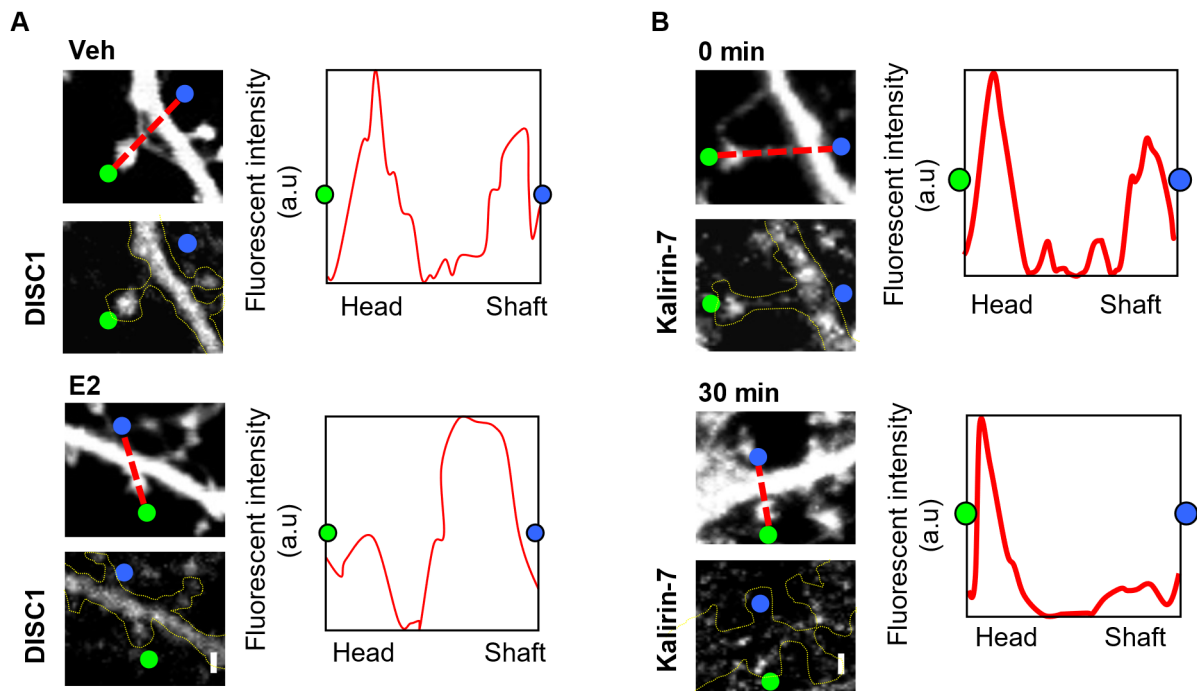 A
Veh
DISC1
Fluorescent intensity
(a.u)
Head Shaft
E2
DISC1
Fluorescent intensity
(a.u)
Head Shaft
B
0 min
Kalirin-7
Fluorescent intensity
(a.u)
Head Shaft
30 min
Kalirin-7
Fluorescent intensity
(a.u)
Head Shaft